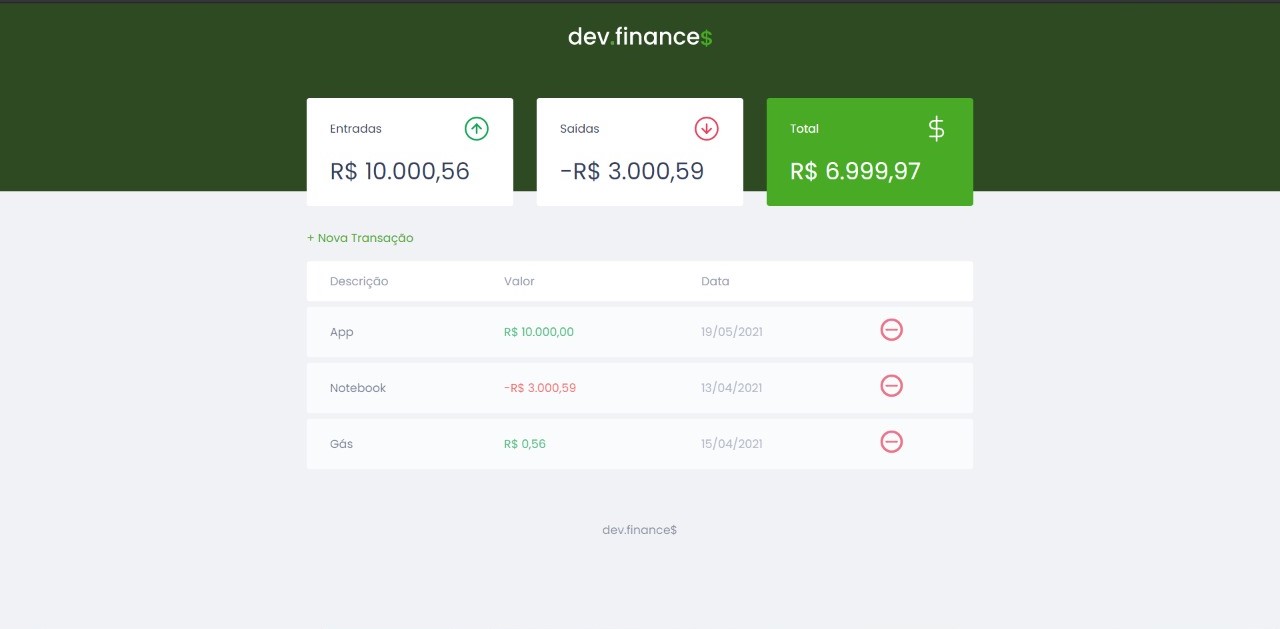 dev.finance$
Entradas
R$ 10.000,56
Saídas
-R$ 3.000,59
Total
$
R$ 6.999,97
+ Nova Transação
Descrição Valor Data
App R$ 10.000,00 19/05/2021
Notebook -R$ 3.000,59 13/04/2021
Gás R$ 0,56 15/04/2021
dev.finance$